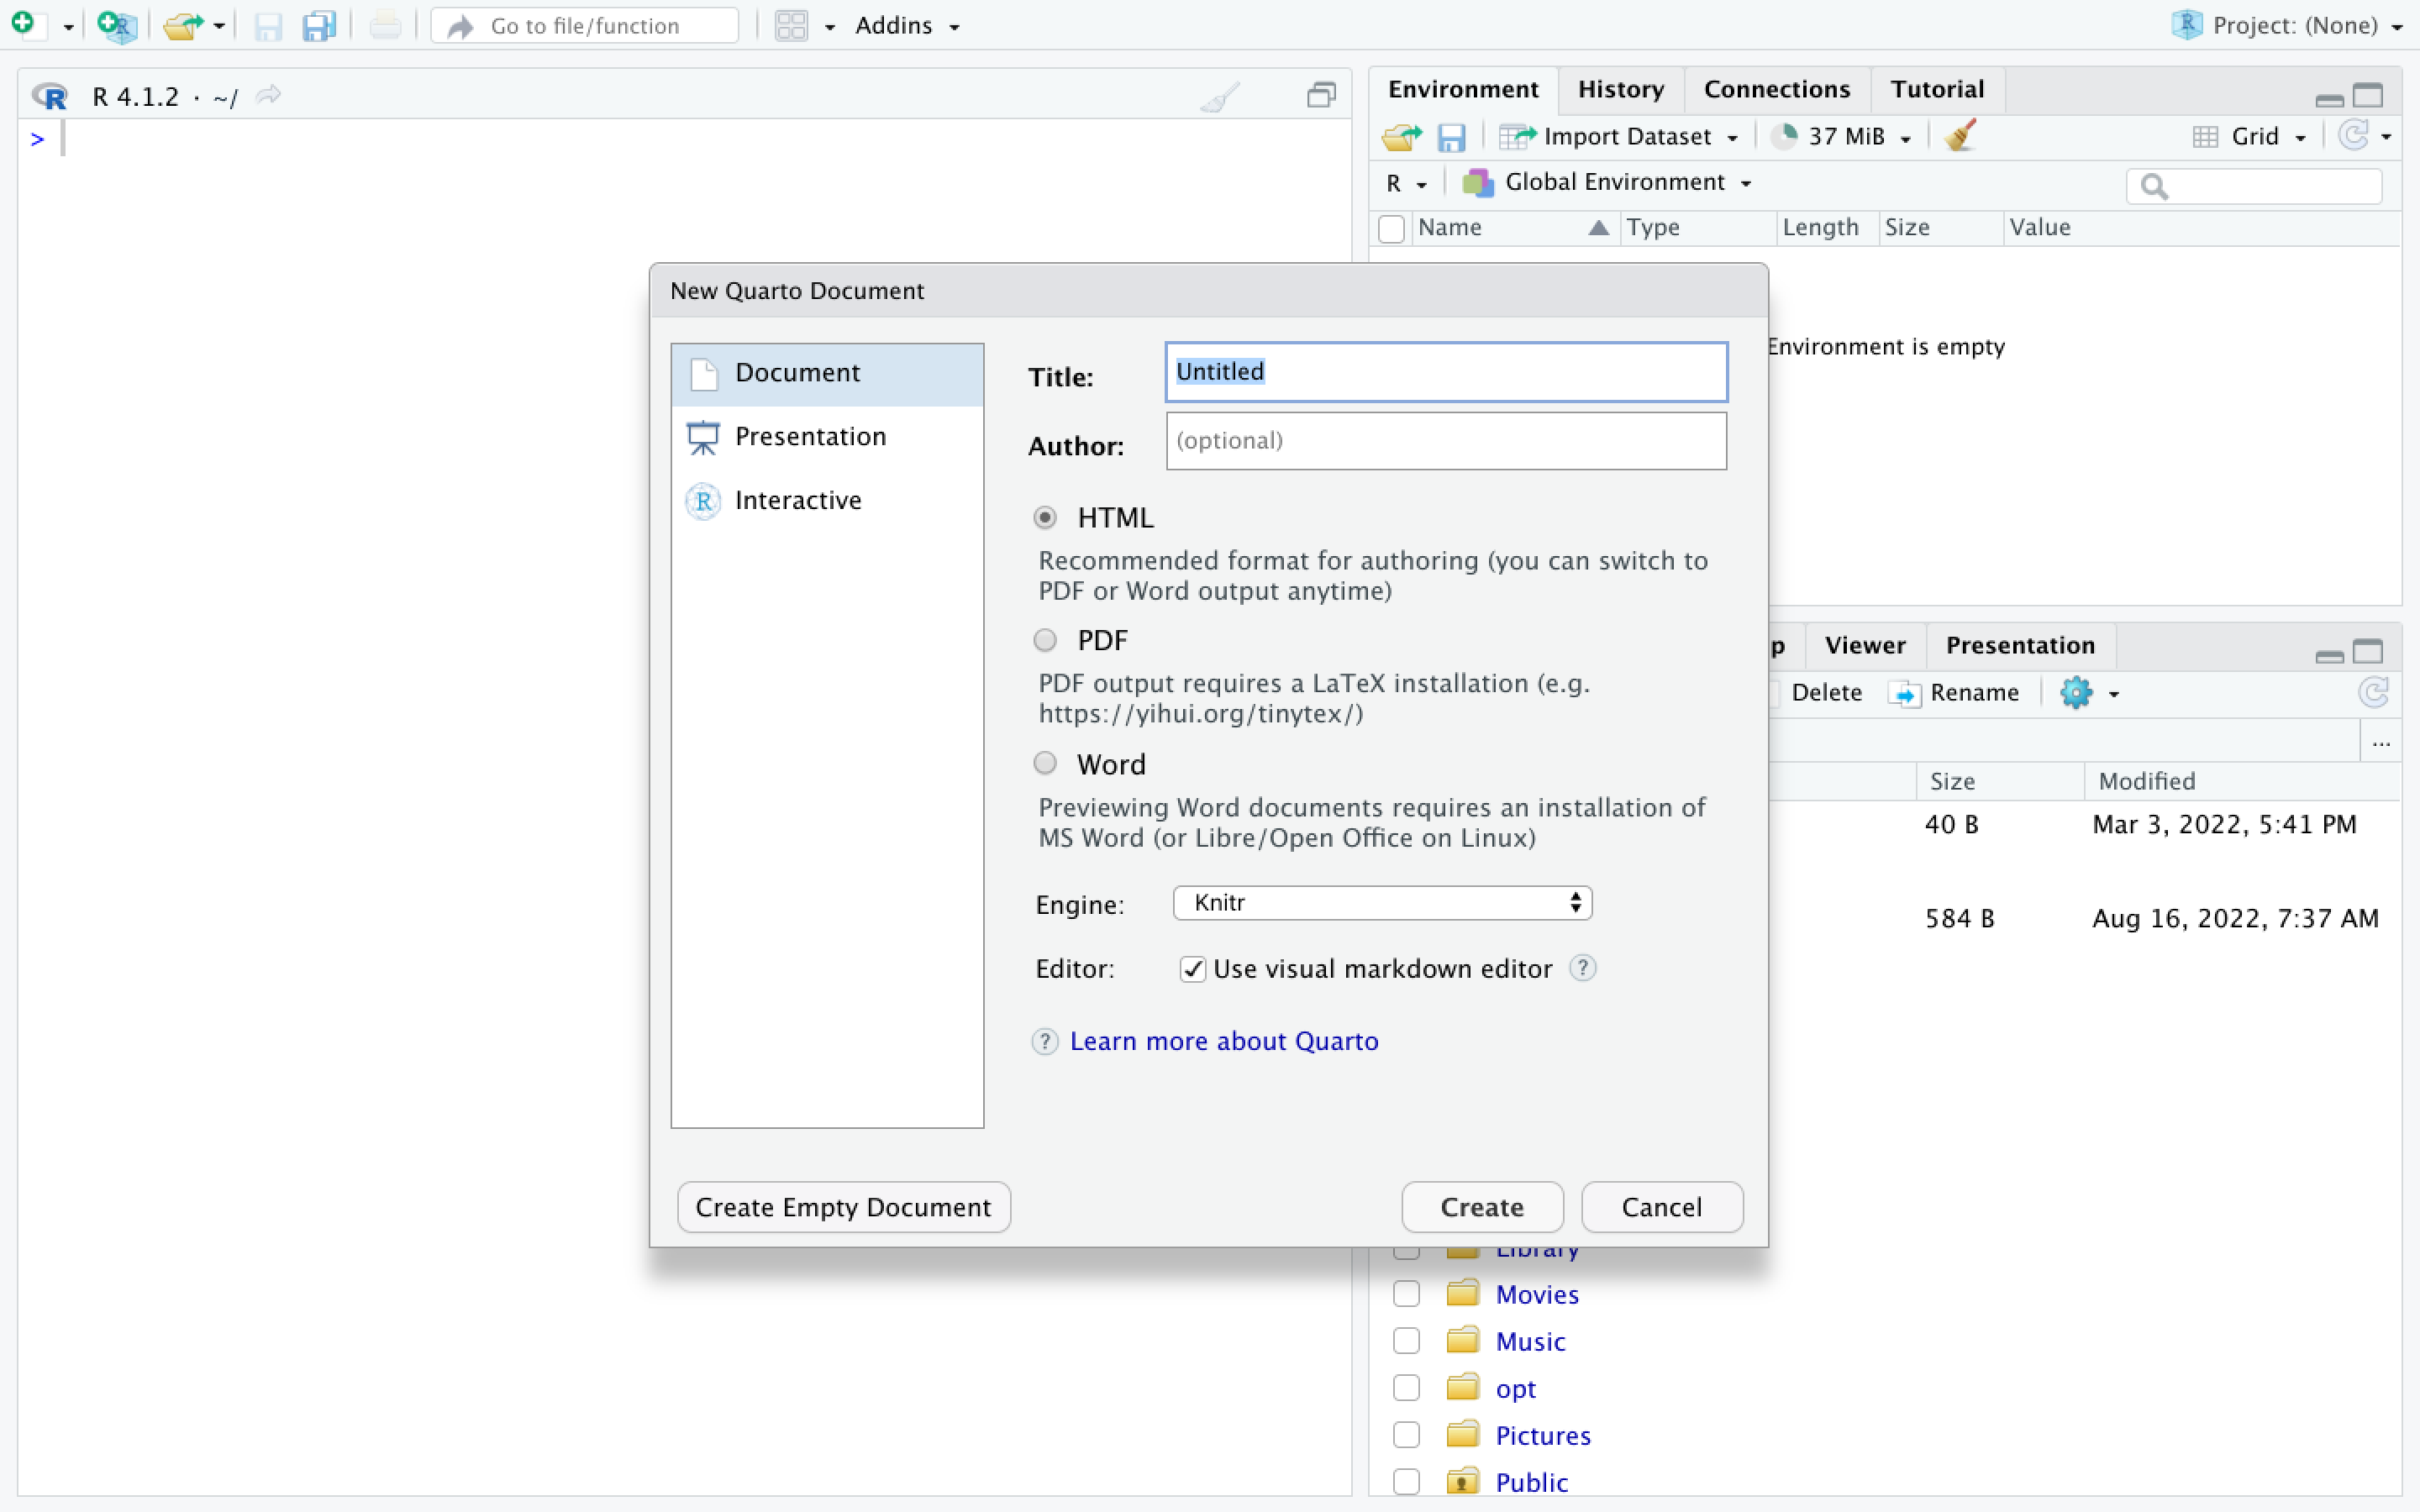 Go to file/function
Addins
Project: (None)
R 4.1.2 · ~/
>
Environment
History
Connections
Tutorial
Import Dataset
37 MiB
Grid
R
Global Environment
Name
Type
Length
Size
Value
Environment is empty
New Quarto Document
Document
Presentation
Interactive
Title:
Untitled
Author:
(optional)
HTML
Recommended format for authoring (you can switch to
PDF or Word output anytime)
PDF
PDF output requires a LaTeX installation (e.g.
https://yihui.org/tinytex/)
Word
Previewing Word documents requires an installation of
MS Word (or Libre/Open Office on Linux)
Engine:
Knitr
Editor:
Use visual markdown editor
?
? Learn more about Quarto
Create Empty Document
Create
Cancel
p
Viewer
Presentation
Delete
Rename
...
Size
Modified
40 B
Mar 3, 2022, 5:41 PM
584 B
Aug 16, 2022, 7:37 AM
Library
Movies
Music
opt
Pictures
Public